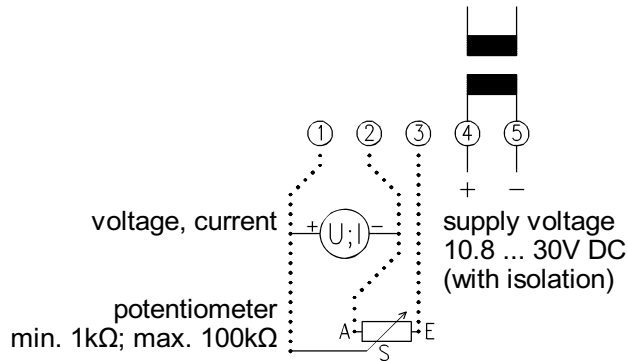 1 2 3 4 5
+ −
voltage, current + U;I −
supply voltage
10.8 ... 30V DC
(with isolation)
potentiometer
min. 1kΩ; max. 100kΩ
A E
S